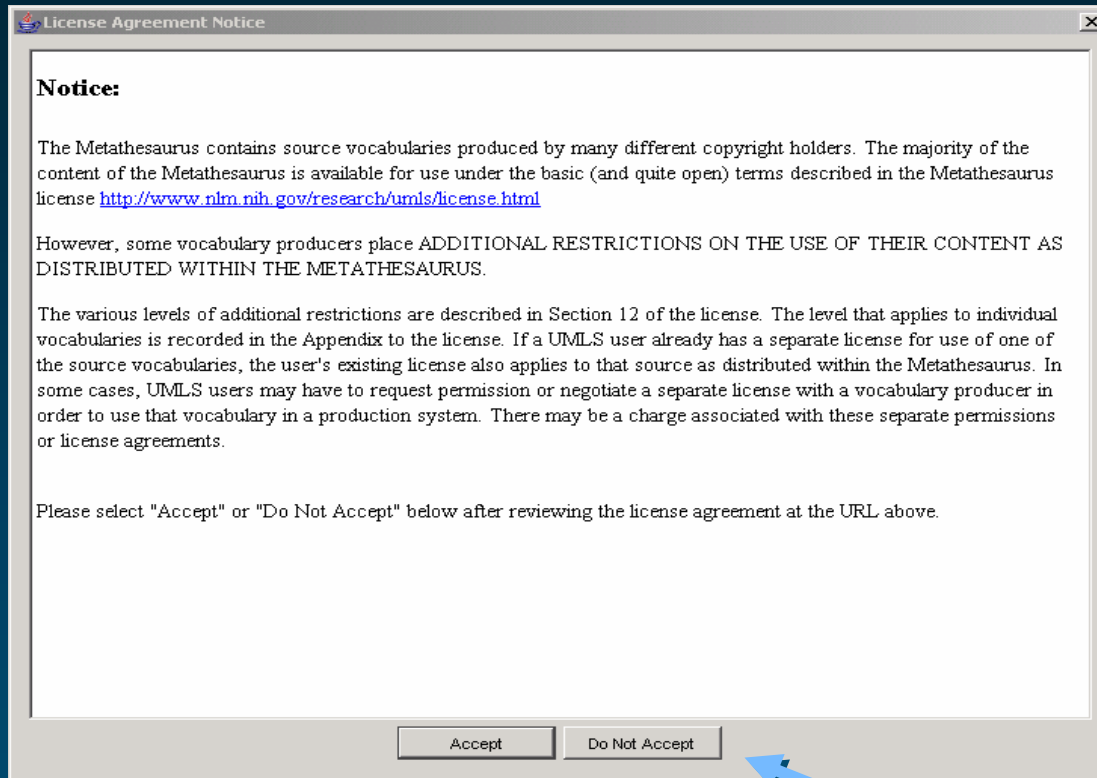 License Agreement Notice
Notice:
The Metathesaurus contains source vocabularies produced by many different copyright holders. The majority of the
content of the Metathesaurus is available for use under the basic (and quite open) terms described in the Metathesaurus
license http://www.nlm.nih.gov/research/umls/license.html
However, some vocabulary producers place ADDITIONAL RESTRICTIONS ON THE USE OF THEIR CONTENT AS
DISTRIBUTED WITHIN THE METATHESAURUS.
The various levels of additional restrictions are described in Section 12 of the license. The level that applies to individual
vocabularies is recorded in the Appendix to the license. If a UMLS user already has a separate license for use of one of
the source vocabularies, the user's existing license also applies to that source as distributed within the Metathesaurus. In
some cases, UMLS users may have to request permission or negotiate a separate license with a vocabulary producer in
order to use that vocabulary in a production system. There may be a charge associated with these separate permissions
or license agreements.
Please select "Accept" or "Do Not Accept" below after reviewing the license agreement at the URL above.
Accept Do Not Accept